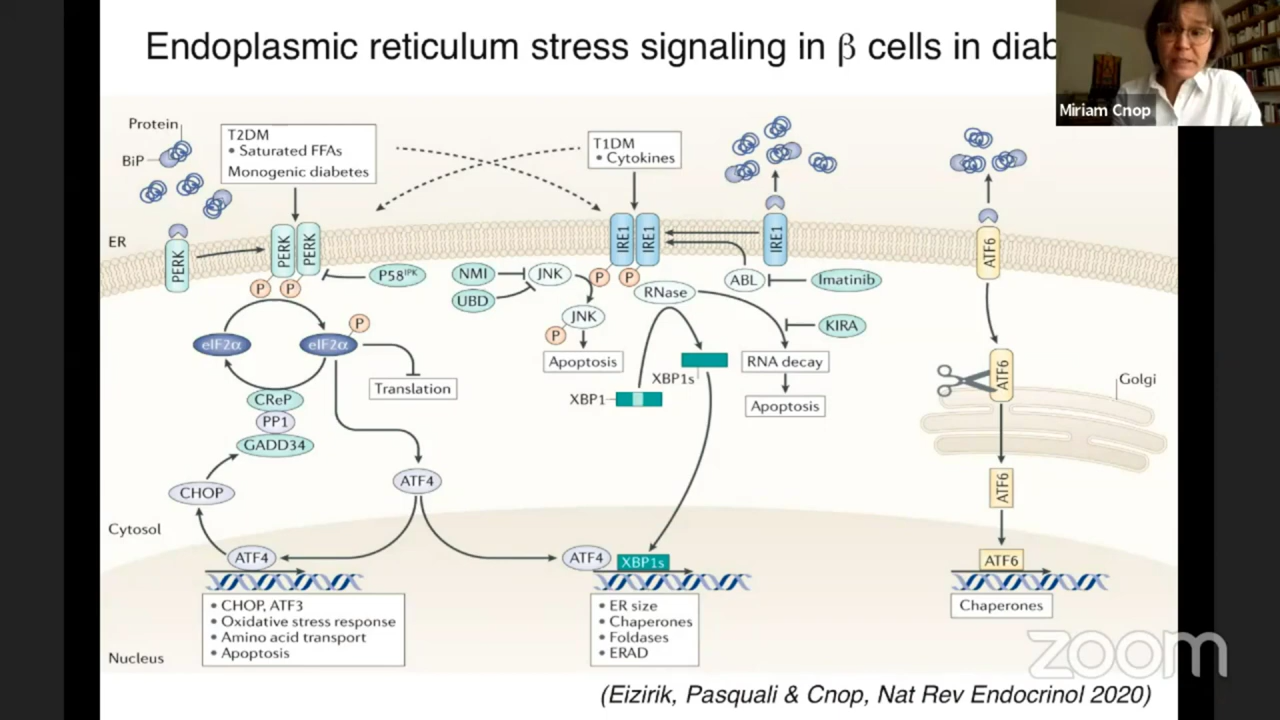 Endoplasmic reticulum stress signaling in β cells in diab
Miriam Cnop
Protein
BiP
T2DM
• Saturated FFAs
Monogenic diabetes
T1DM
• Cytokines
ER
PERK
PERK
PERK
P
P
P58IPK
NMI
UBD
JNK
JNK
P
Apoptosis
IRE1
IRE1
P
P
RNase
IRE1
ABL
Imatinib
KIRA
RNA decay
Apoptosis
XBP1
XBP1s
eIF2α
eIF2α
P
Translation
CReP
PP1
GADD34
CHOP
ATF4
ATF6
ATF6
Golgi
ATF6
Cytosol
ATF4
ATF4
XBP1s
ATF6
• CHOP, ATF3
• Oxidative stress response
• Amino acid transport
• Apoptosis
• ER size
• Chaperones
• Foldases
• ERAD
Chaperones
Nucleus
zoom
(Eizirik, Pasquali & Cnop, Nat Rev Endocrinol 2020)